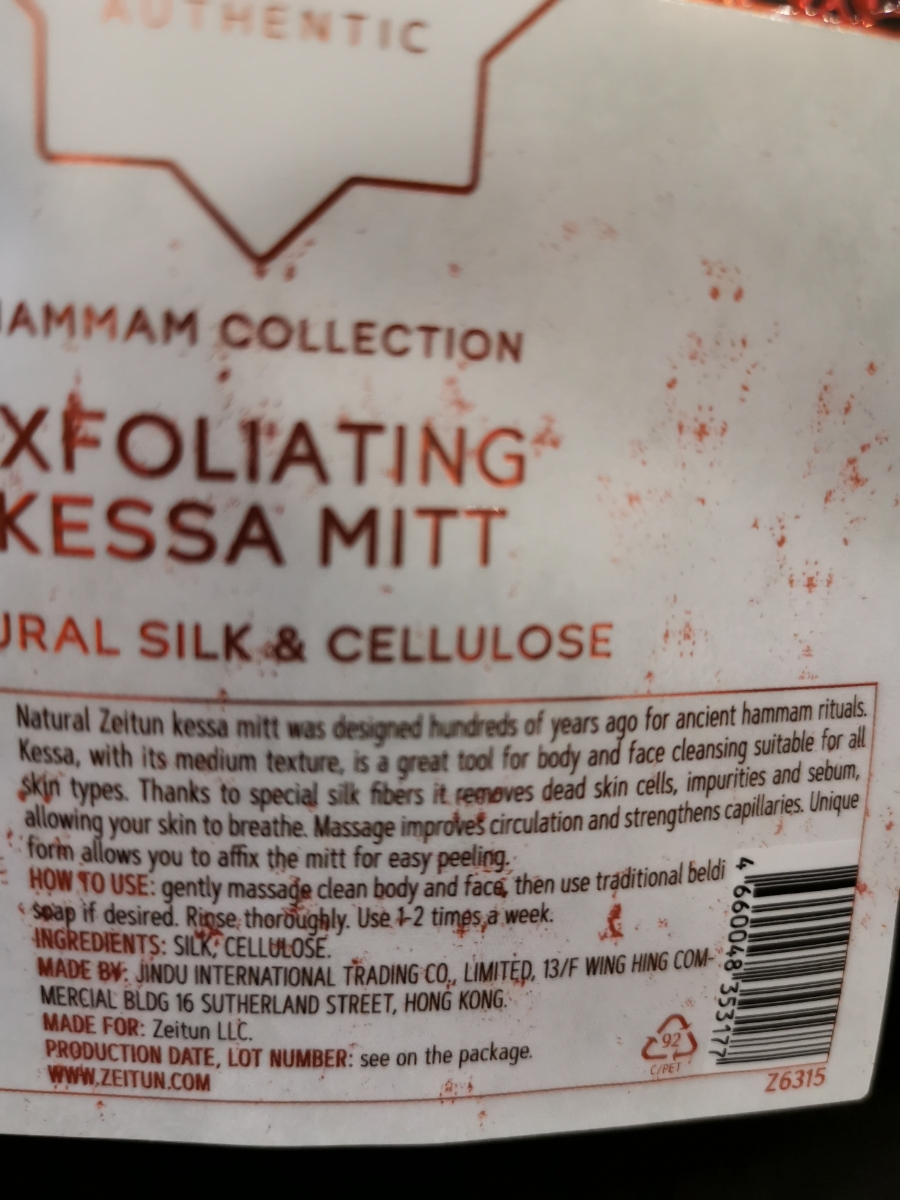 AUTHENTIC
HAMMAM COLLECTION
XFOLIATING
KESSA MITT
URAL SILK & CELLULOSE
Natural Zeitun kessa mitt was designed hundreds of years ago for ancient hammam rituals.
Kessa, with its medium texture, is a great tool for body and face cleansing suitable for all
skin types. Thanks to special silk fibers it removes dead skin cells, impurities and sebum,
allowing your skin to breathe. Massage improves circulation and strengthens capillaries. Unique
form allows you to affix the mitt for easy peeling.
HOW TO USE: gently massage clean body and face, then use traditional beldi
soap if desired. Rinse thoroughly. Use 1-2 times a week.
INGREDIENTS: SILK, CELLULOSE.
MADE BY: JINDU INTERNATIONAL TRADING CO., LIMITED, 13/F WING HING COM-
MERCIAL BLDG 16 SUTHERLAND STREET, HONG KONG.
MADE FOR: Zeitun LLC.
PRODUCTION DATE, LOT NUMBER: see on the package.
WWW.ZEITUN.COM
92
C/PET
4 660048 353177
Z6315